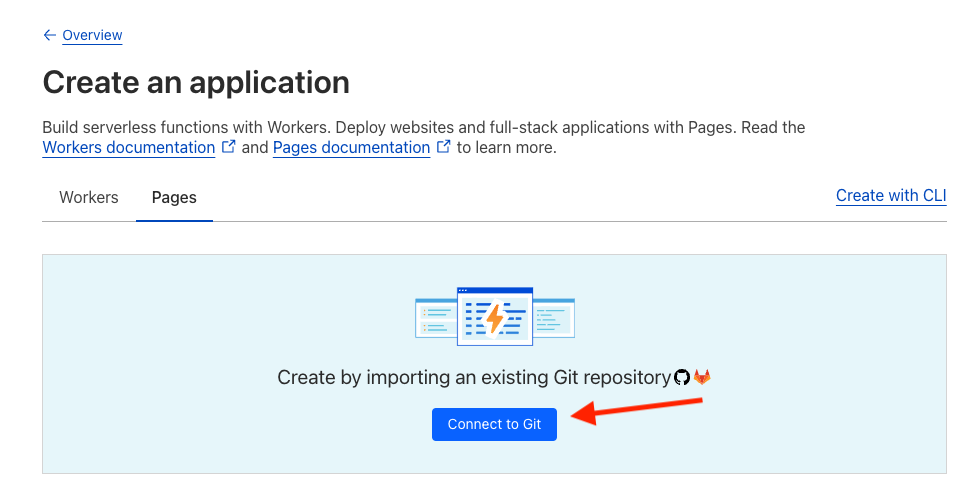 Overview
Create an application
Build serverless functions with Workers. Deploy websites and full-stack applications with Pages. Read the
Workers documentation and Pages documentation to learn more.
Workers Pages Create with CLI
Create by importing an existing Git repository
Connect to Git